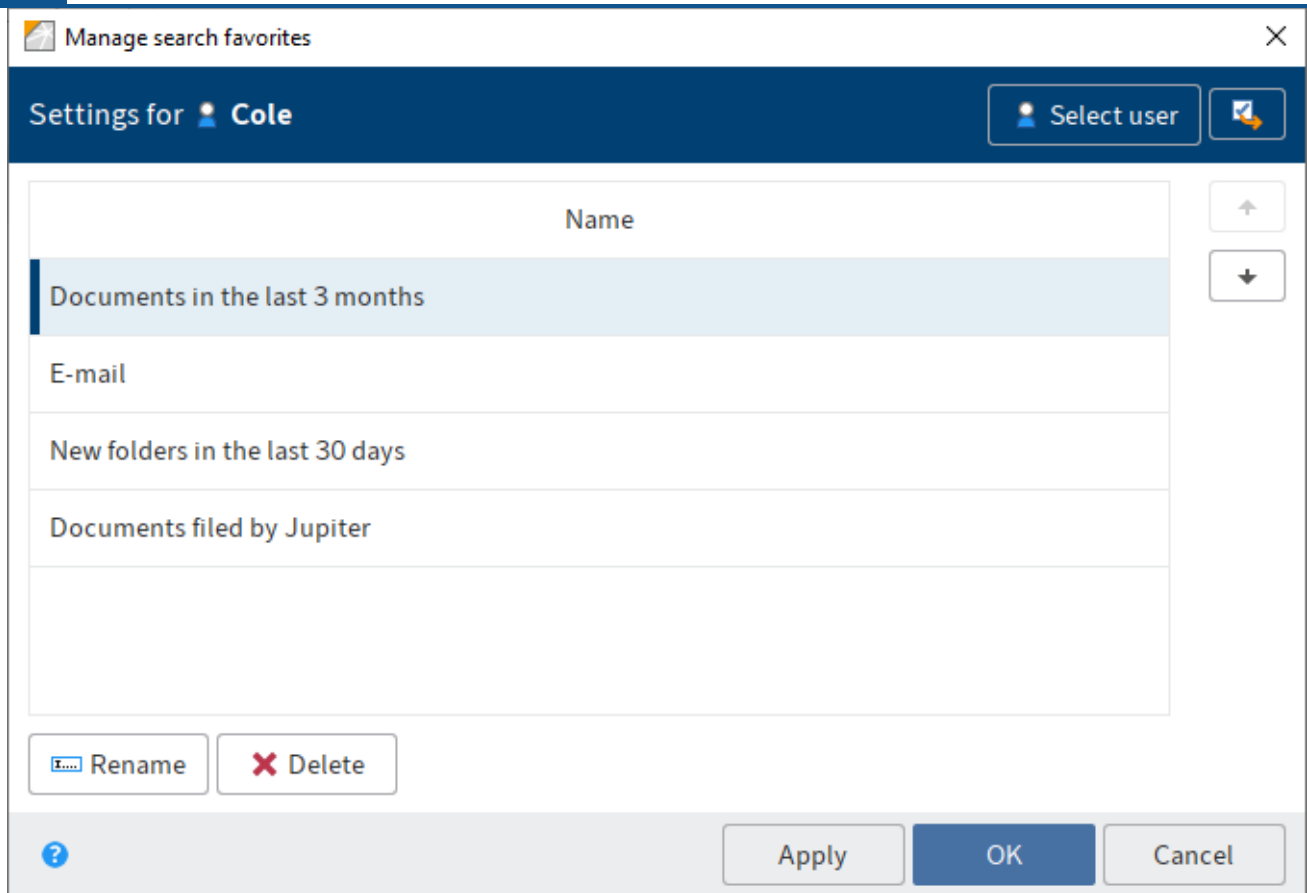 Manage search favorites
Settings for Cole
Select user
Name
Documents in the last 3 months
E-mail
New folders in the last 30 days
Documents filed by Jupiter
Rename
Delete
Apply
OK
Cancel